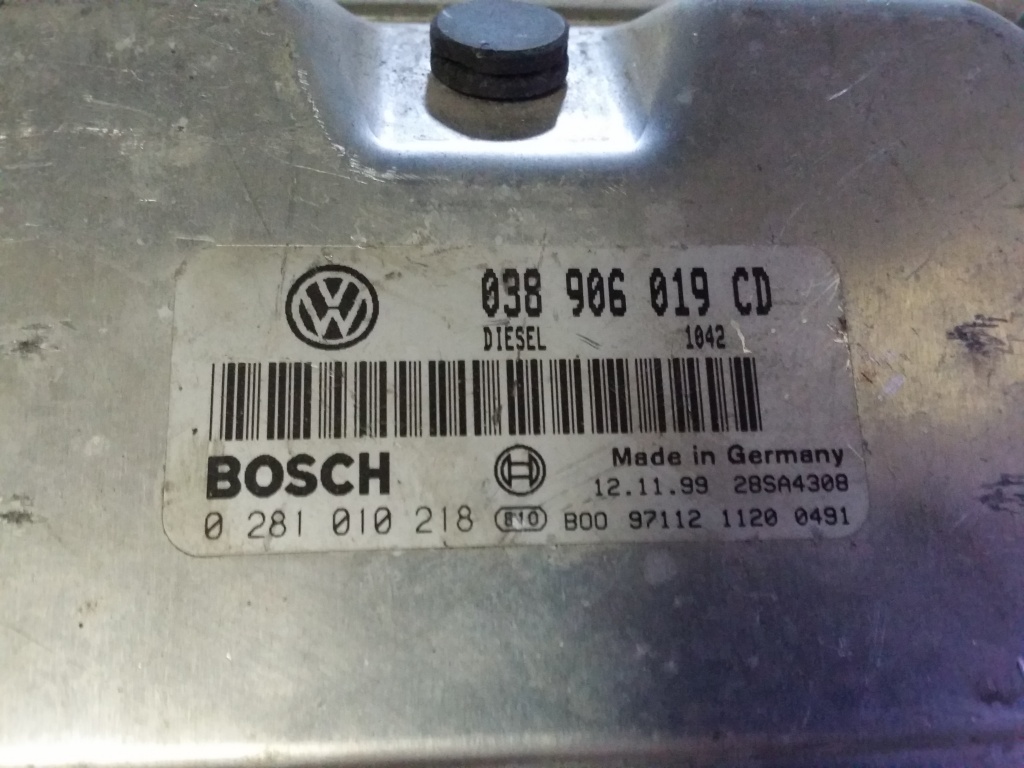 038 906 019 CD
DIESEL 1042
BOSCH
Made in Germany
12.11.99 28SA4308
0 281 010 218 810 B00 97112 1120 0491